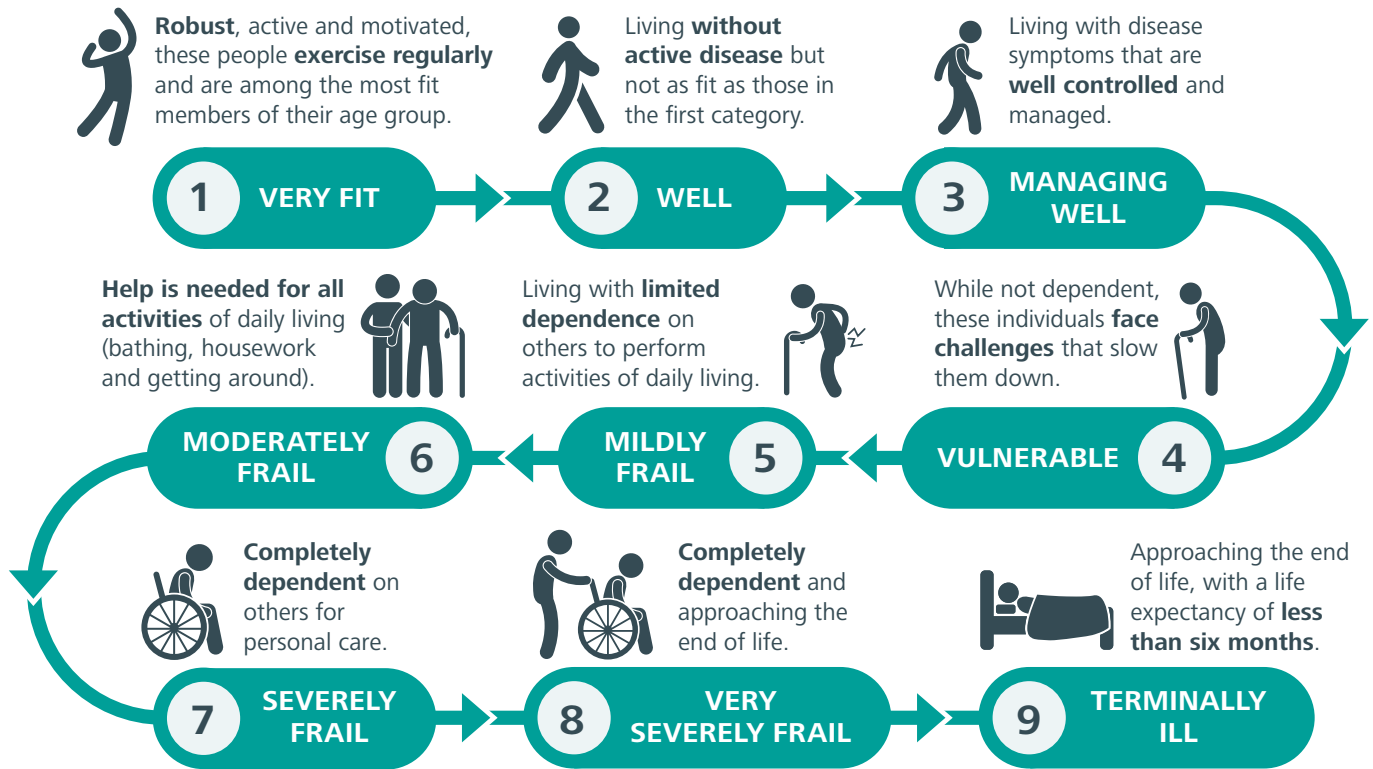 Robust, active and motivated,
these people exercise regularly
and are among the most fit
members of their age group.
1
VERY FIT
Living without
active disease but
not as fit as those in
the first category.
2
WELL
Living with disease
symptoms that are
well controlled and
managed.
3
MANAGING
WELL
While not dependent,
these individuals face
challenges that slow
them down.
VULNERABLE
4
Living with limited
dependence on
others to perform
activities of daily living.
MILDLY
FRAIL
5
Help is needed for all
activities of daily living
(bathing, housework
and getting around).
MODERATELY
FRAIL
6
Completely
dependent on
others for
personal care.
7
SEVERELY
FRAIL
Completely
dependent and
approaching the
end of life.
8
VERY
SEVERELY FRAIL
Approaching the end
of life, with a life
expectancy of less
than six months.
9
TERMINALLY
ILL